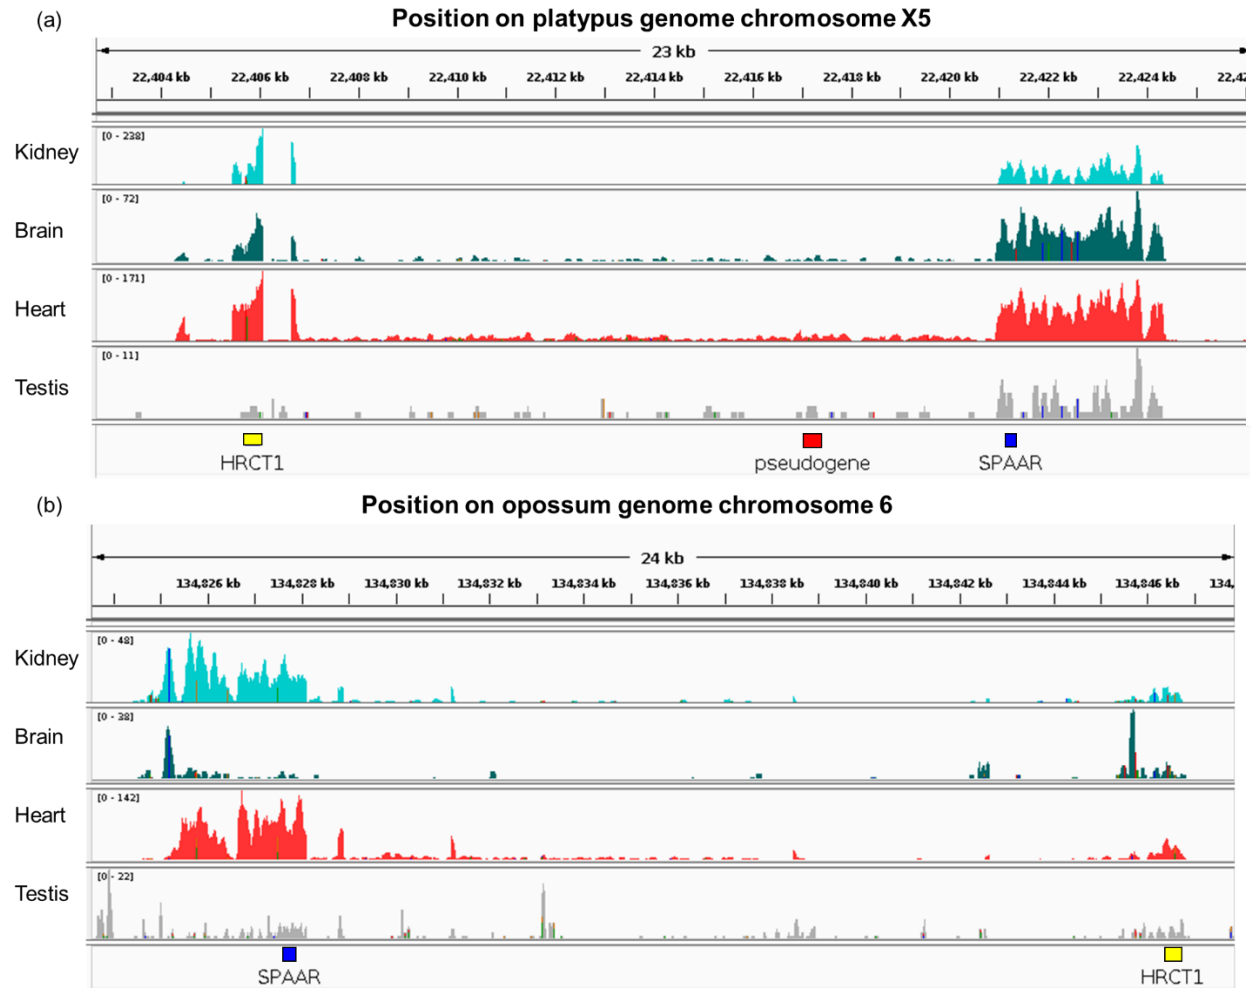 (a) Position on platypus genome chromosome X5
23 kb
22,404 kb 22,406 kb 22,408 kb 22,410 kb 22,412 kb 22,414 kb 22,416 kb 22,418 kb 22,420 kb 22,422 kb 22,424 kb 22,42
Kidney [0 - 238]
Brain [0 - 72]
Heart [0 - 171]
Testis [0 - 11]
HRCT1 pseudogene SPAAR
(b) Position on opossum genome chromosome 6
24 kb
134,826 kb 134,828 kb 134,830 kb 134,832 kb 134,834 kb 134,836 kb 134,838 kb 134,840 kb 134,842 kb 134,844 kb 134,846 kb 134,
Kidney [0 - 48]
Brain [0 - 38]
Heart [0 - 142]
Testis [0 - 22]
SPAAR HRCT1